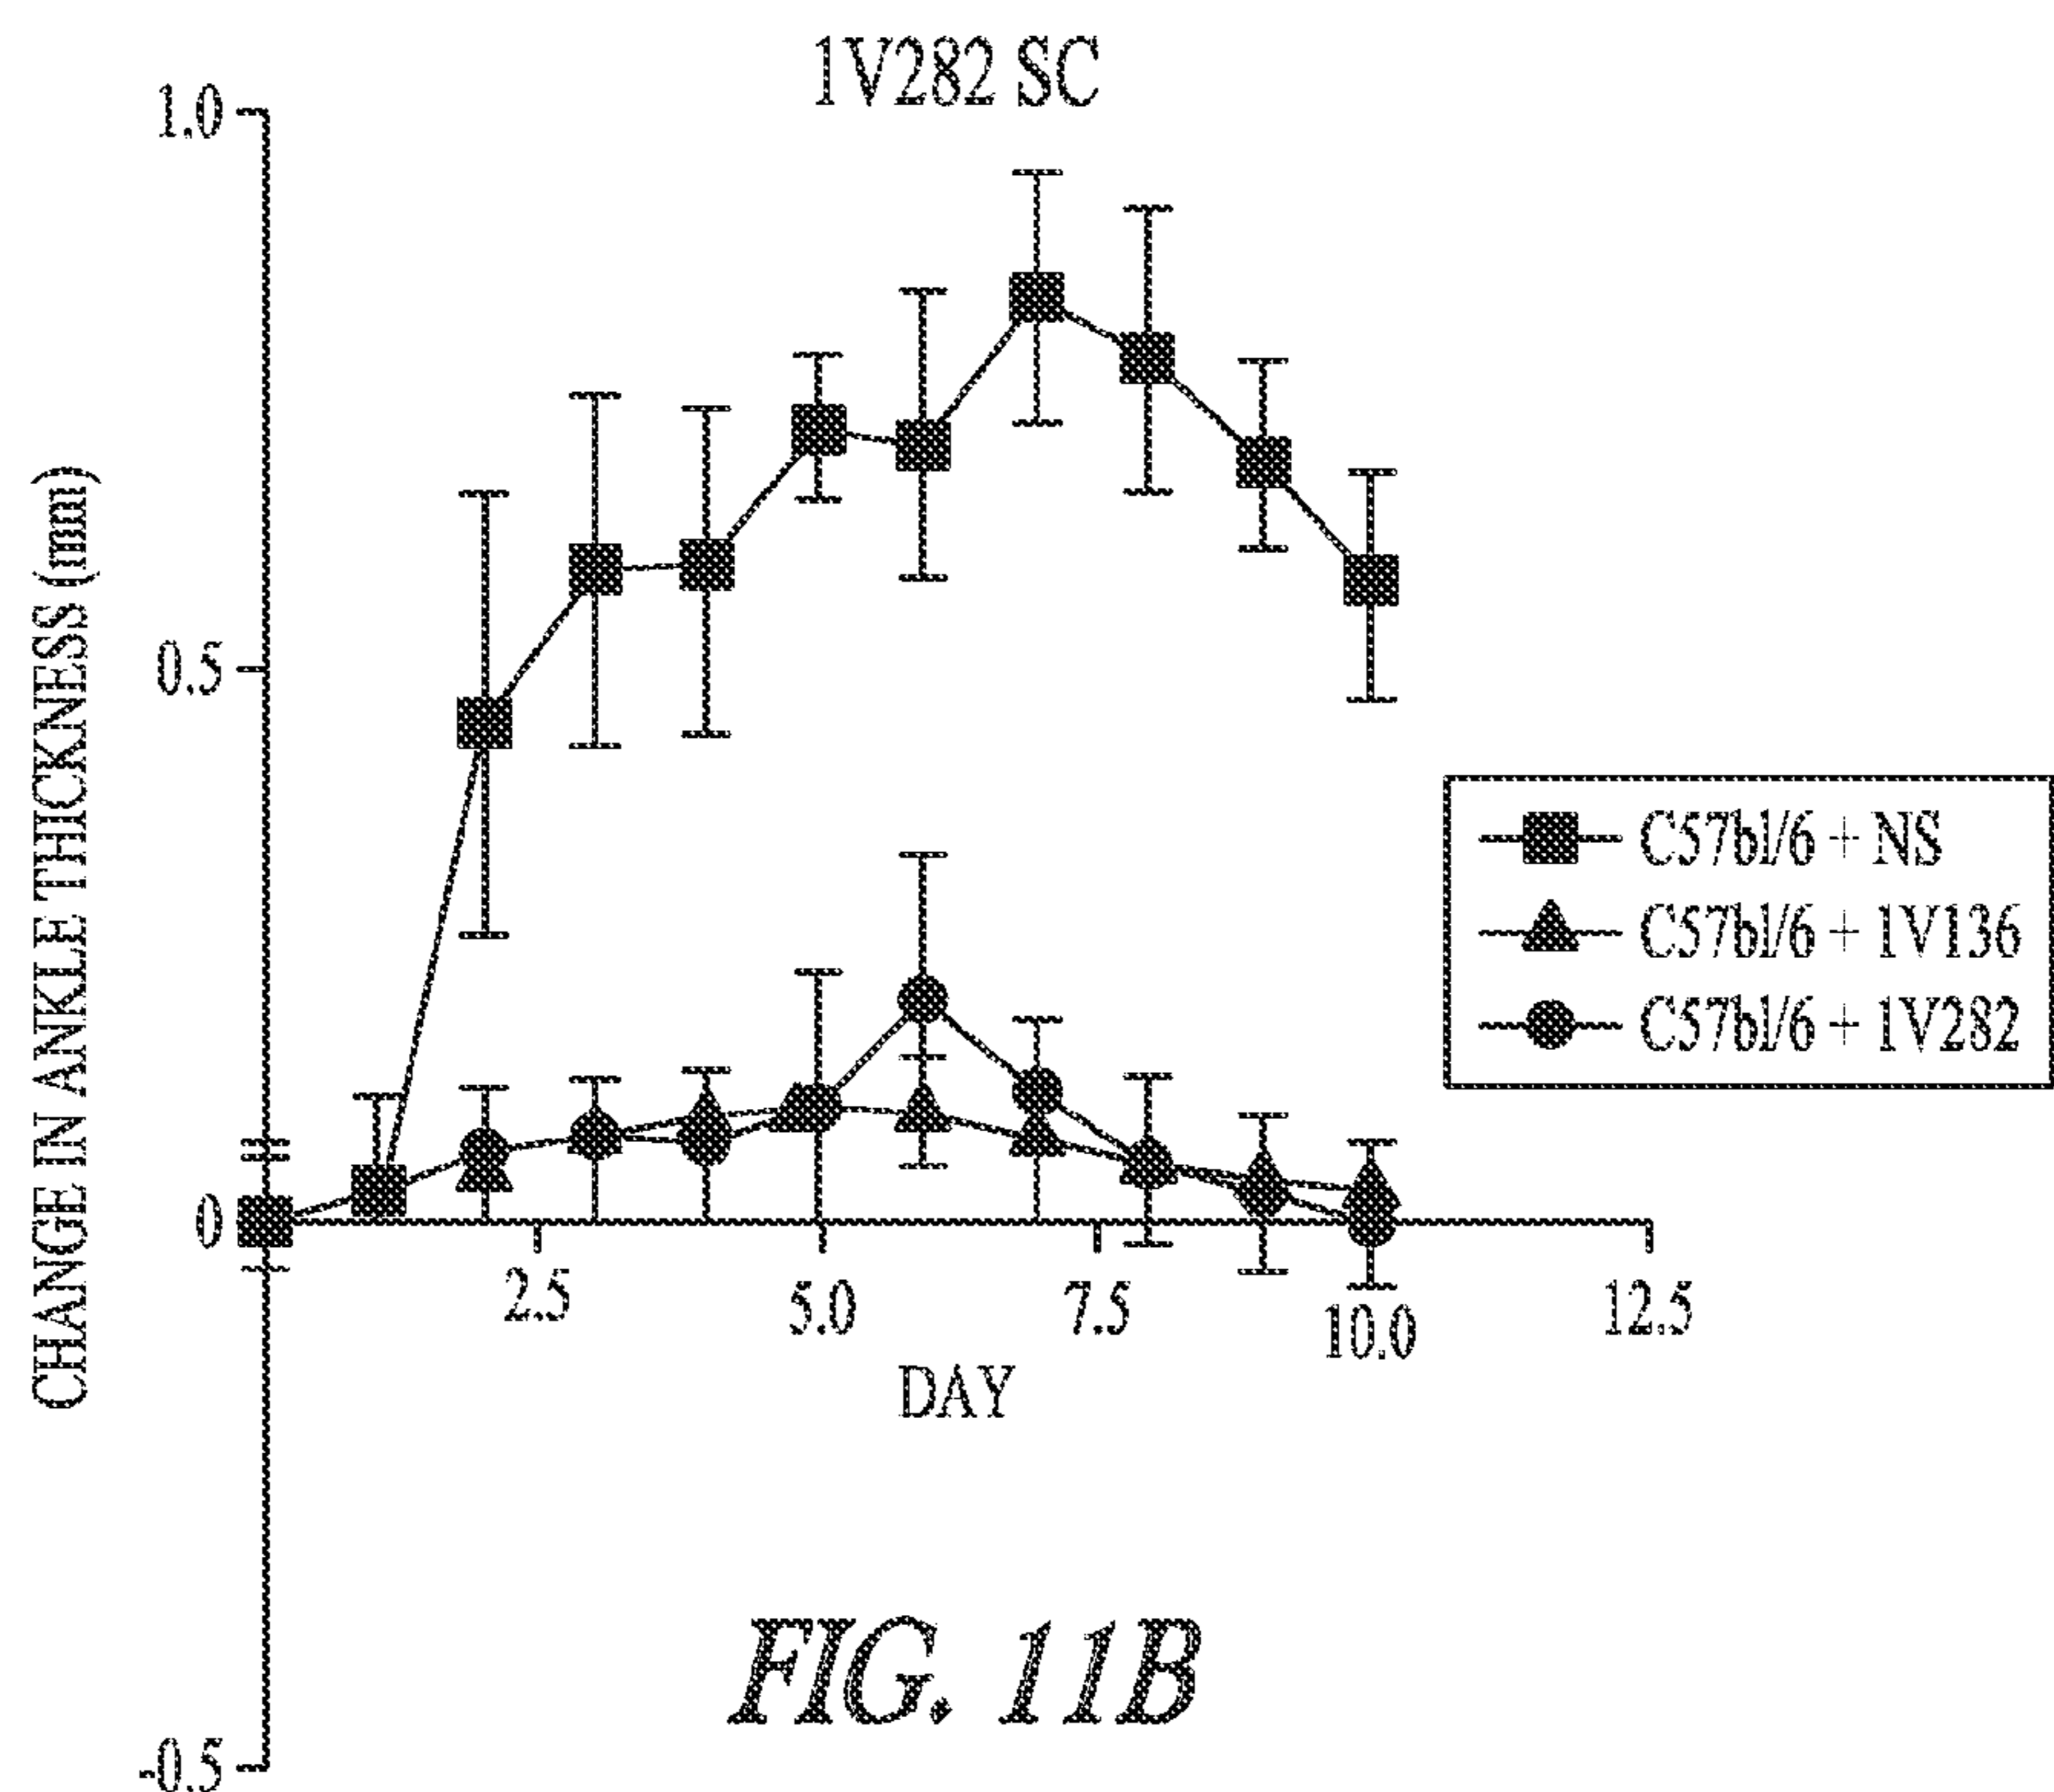 1V282 SC
1.0
0.5
0
-0.5
CHANGE IN ANKLE THICKNESS (mm)
2.5
5.0
7.5
10.0
12.5
DAY
C57bl/6 + NS
C57bl/6 + 1V136
C57bl/6 + 1V282
FIG. 11B